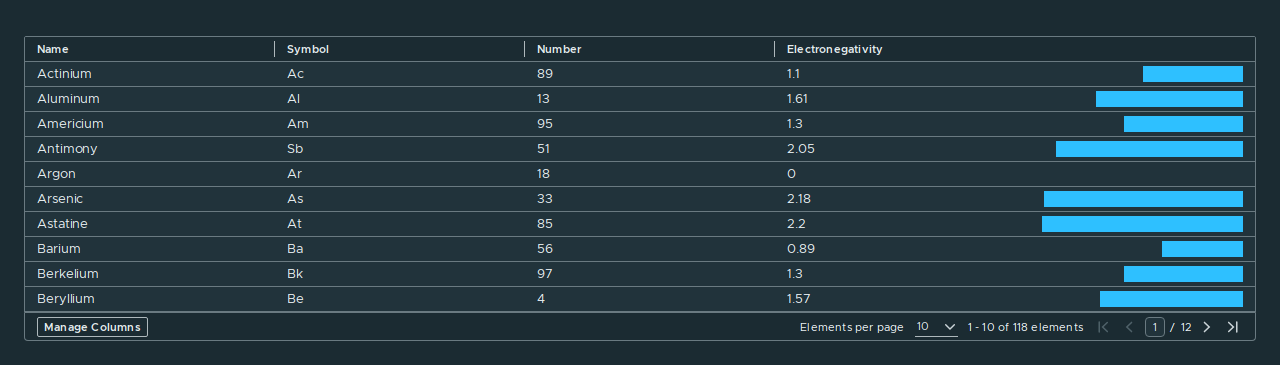 Name Symbol Number Electronegativity
Actinium Ac 89 1.1
Aluminum Al 13 1.61
Americium Am 95 1.3
Antimony Sb 51 2.05
Argon Ar 18 0
Arsenic As 33 2.18
Astatine At 85 2.2
Barium Ba 56 0.89
Berkelium Bk 97 1.3
Beryllium Be 4 1.57
Manage Columns Elements per page 10 1 - 10 of 118 elements 1 / 12